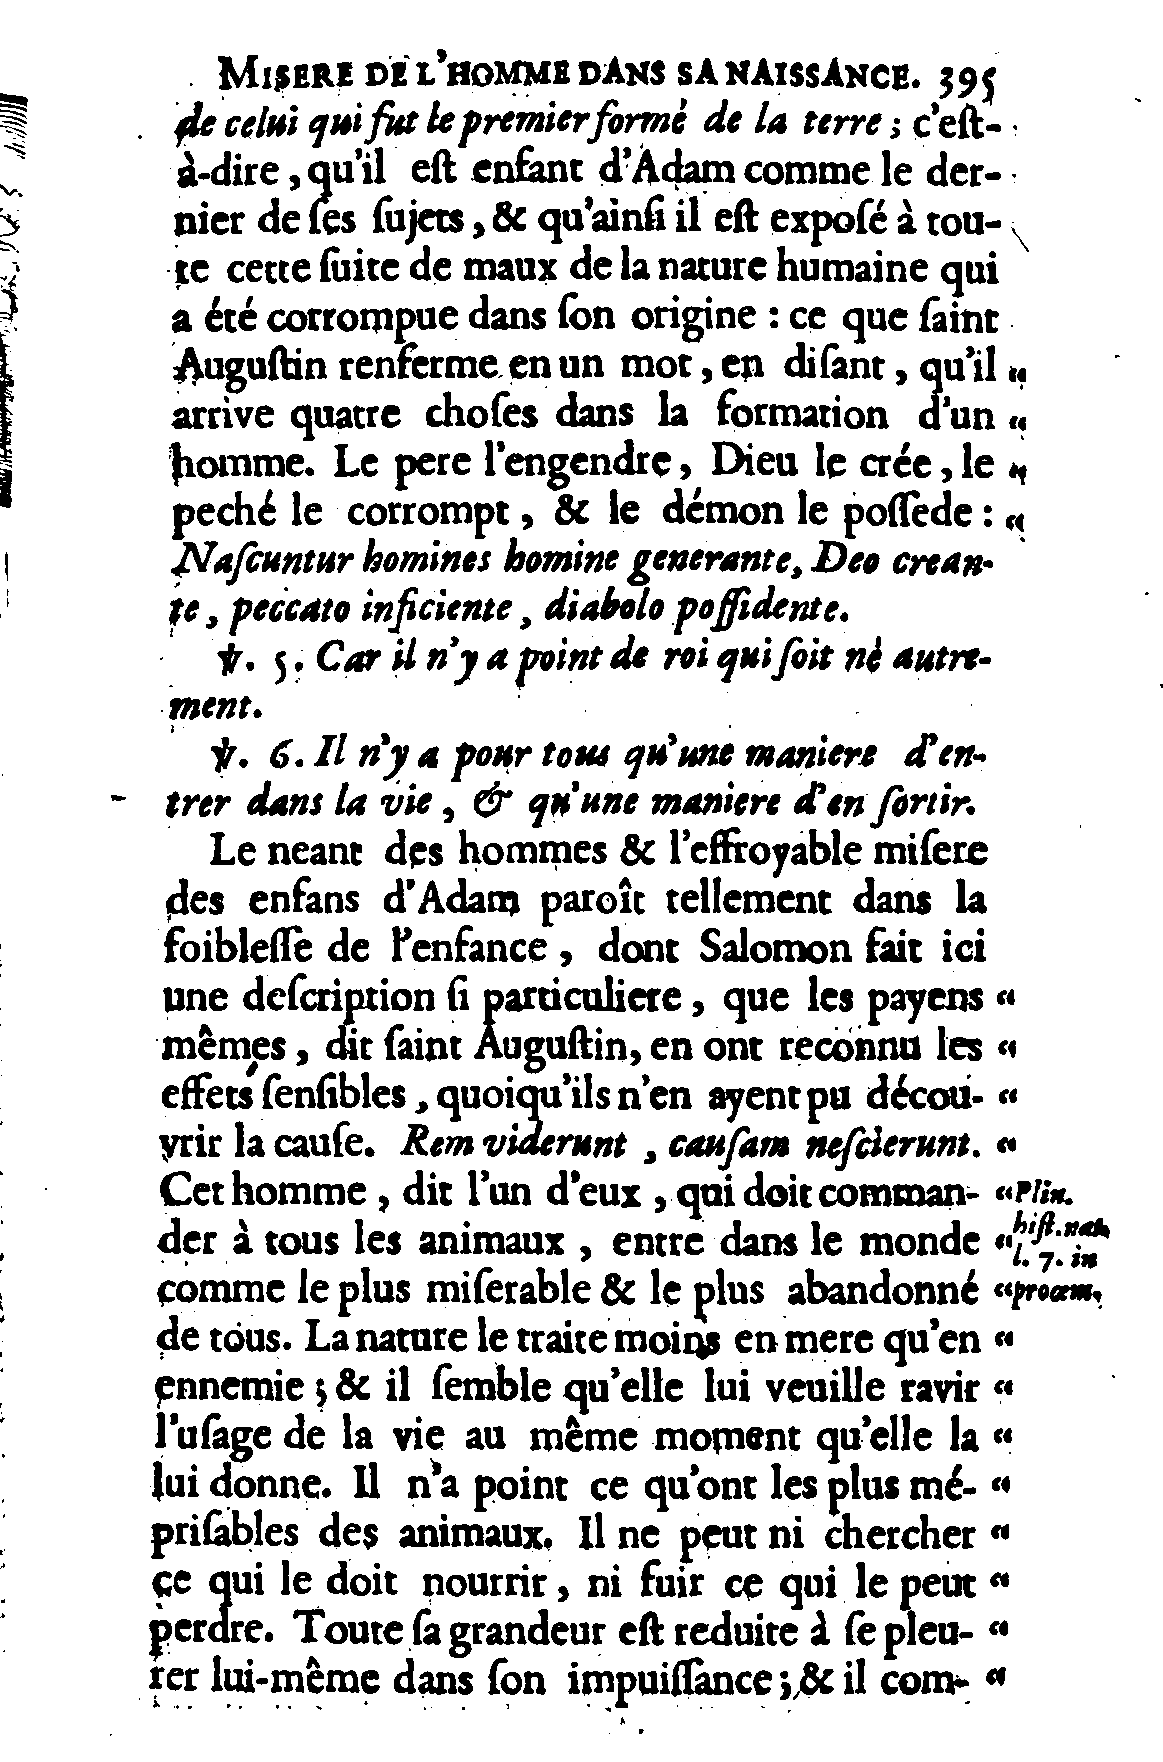 MISERE DE L'HOMME DANS SA NAISSANCE. 395
de celui qui fut le premier formé de la terre ; c'eſt-
à-dire , qu'il eſt enfant d'Adam comme le der-
nier de ſes ſujets , & qu'ainſi il eſt expoſé à tou-
te cette ſuite de maux de la nature humaine qui
a été corrompue dans ſon origine : ce que ſaint
Auguſtin renferme en un mot , en diſant , qu'il “
arrive quatre choſes dans la formation d'un “
homme. Le pere l'engendre , Dieu le crée , le “
peché le corrompt , & le démon le poſſede : “
Naſcuntur homines homine generante, Deo crean-
te , peccato inficiente , diabolo poſſidente.
℣. 5. Car il n'y a point de roi qui ſoit né autre-
ment.
℣. 6. Il n'y a pour tous qu'une maniere d'en-
trer dans la vie , & qu'une maniere d'en ſortir.
Le neant des hommes & l'effroyable miſere
des enfans d'Adam paroît tellement dans la
foibleſſe de l'enfance , dont Salomon fait ici
une deſcription ſi particuliere , que les payens “
mêmes , dit ſaint Auguſtin, en ont reconnu les “
effets ſenſibles , quoiqu'ils n'en ayent pu décou- “
vrir la cauſe. Rem viderunt , cauſam neſcierunt. “
Cet homme , dit l'un d'eux , qui doit comman- “ Plin.
der à tous les animaux , entre dans le monde “ hiſt. nat.
l. 7. in
comme le plus miſerable & le plus abandonné “ proœm.
de tous. La nature le traite moins en mere qu'en “
ennemie ; & il ſemble qu'elle lui veuille ravir “
l'uſage de la vie au même moment qu'elle la “
lui donne. Il n'a point ce qu'ont les plus mé- “
priſables des animaux. Il ne peut ni chercher “
ce qui le doit nourrir , ni fuir ce qui le peut “
perdre. Toute ſa grandeur eſt reduite à ſe pleu- “
rer lui-même dans ſon impuiſſance ; & il com- “